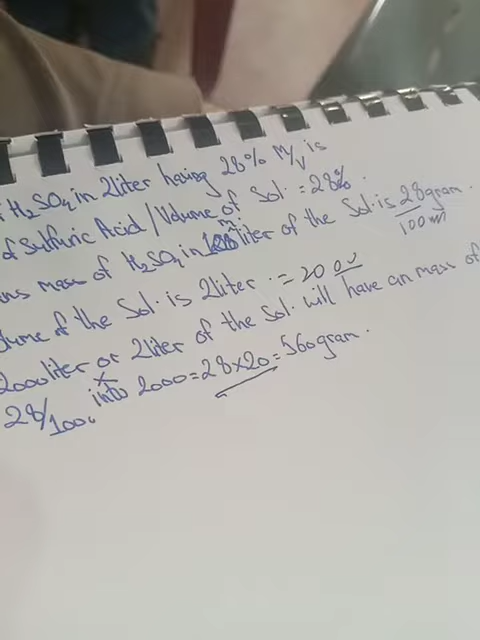 H₂SO₄ in 2liter having 28% M/V is
of Sulfuric Acid/Volume of Sol. = 28%.
ans mass of H₂SO₄ in liter of the Sol. is 28gram/100ml.
lume of the Sol. is 2liter. = 2000
2000liter or 2liter of the Sol. will have an mass of
28/100. into 2000 = 28x20 = 560gram.